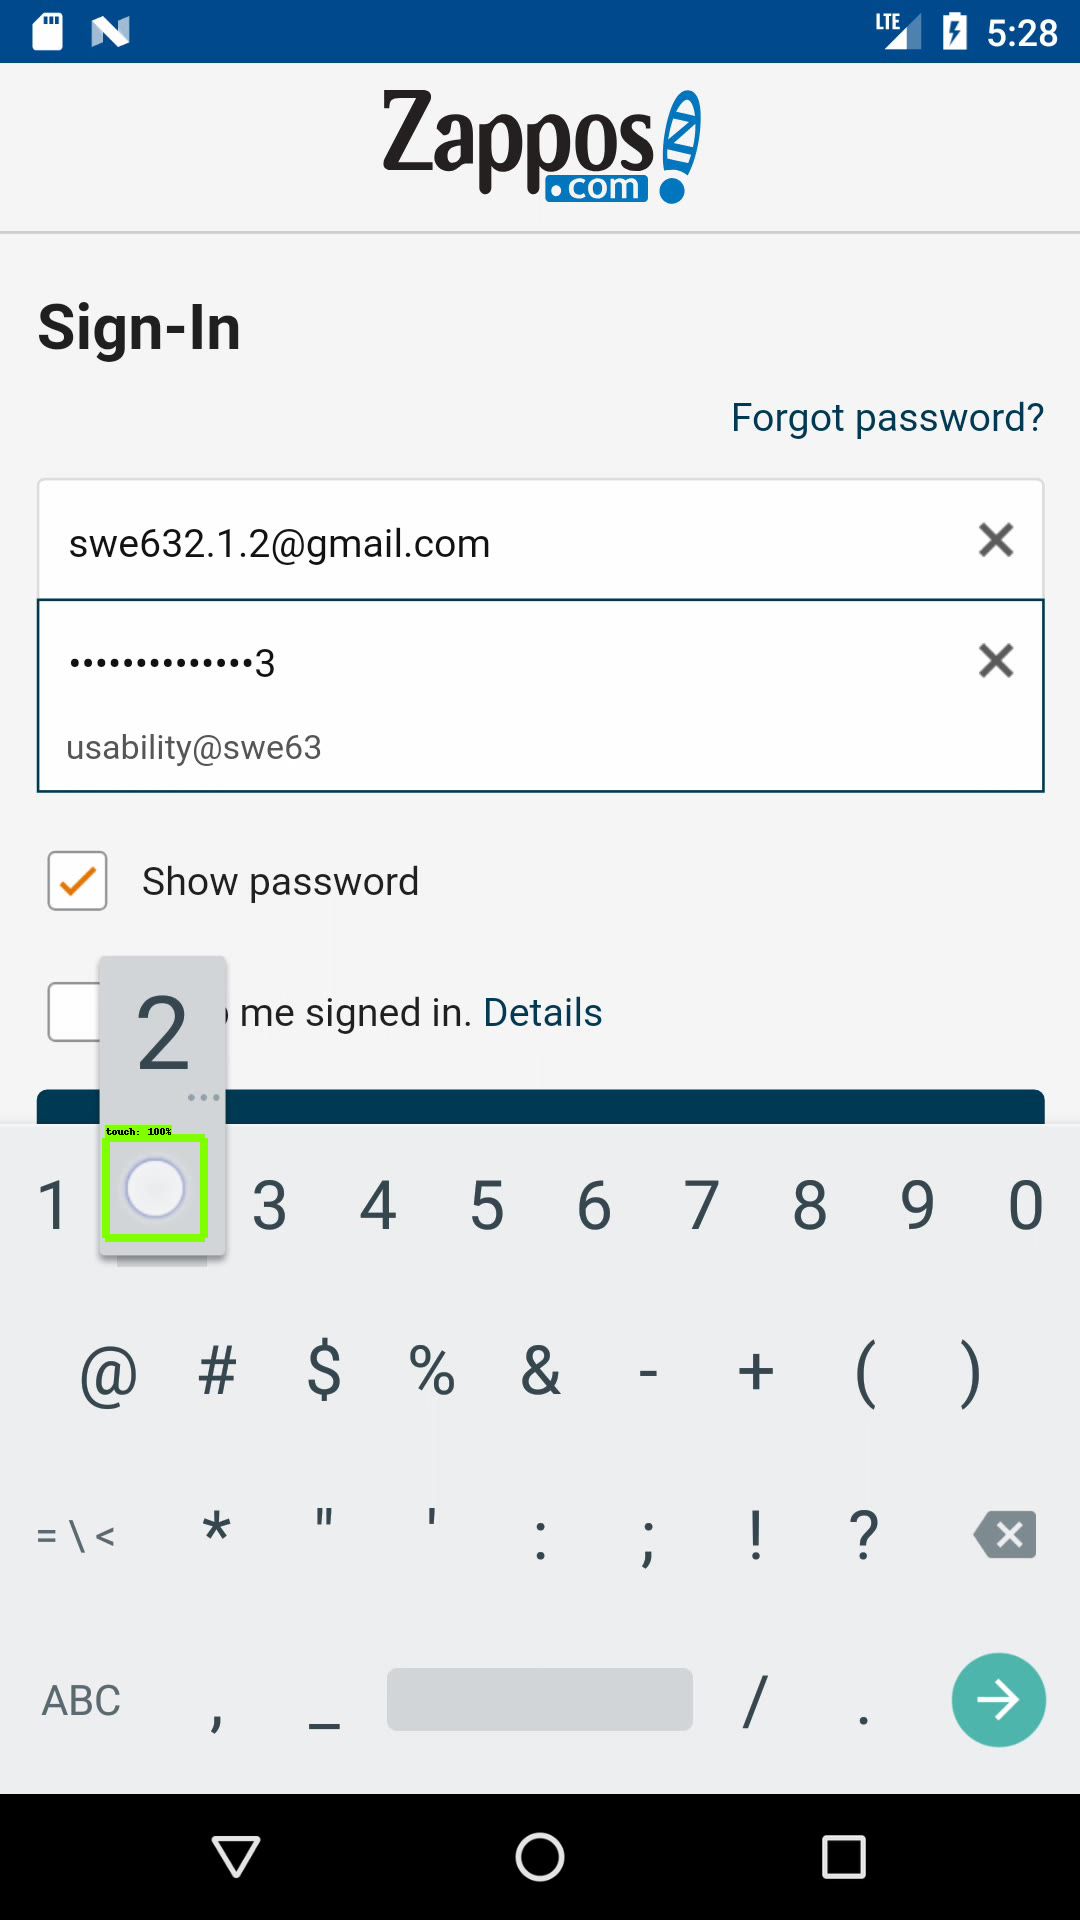 LTE 5:28
Zappos
.com
Sign-In
Forgot password?
swe632.1.2@gmail.com
••••••••••••••3
usability@swe63
Show password
me signed in. Details
2
touch: 100%
1 3 4 5 6 7 8 9 0
@ # $ % & - + ( )
= \ < * " ' : ; ! ?
ABC , _ / .